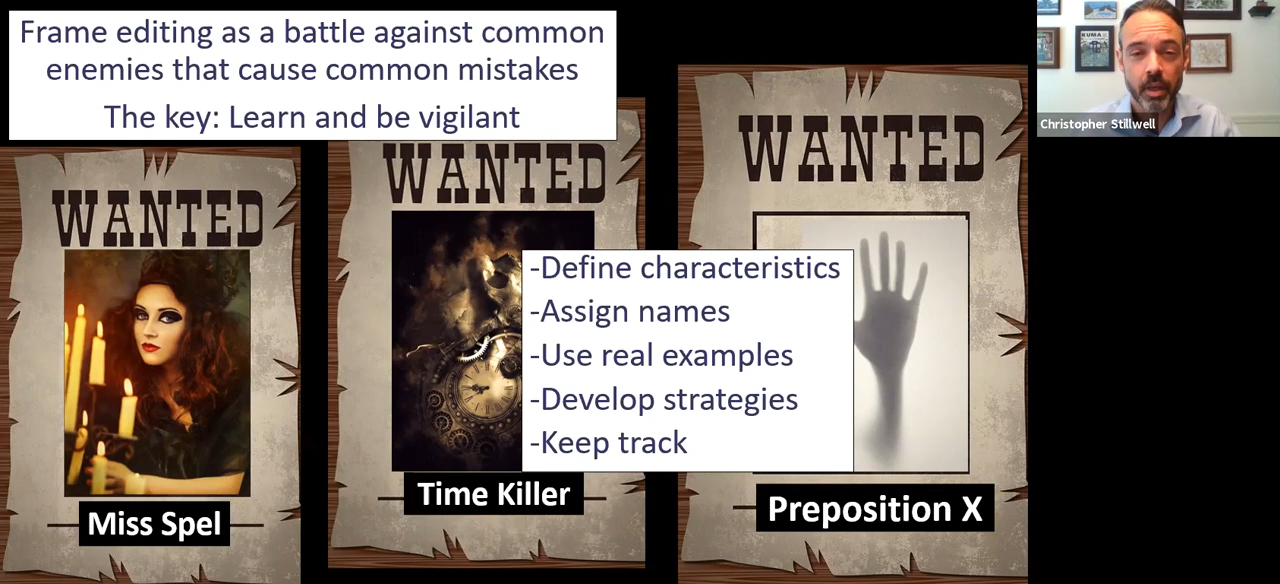 Frame editing as a battle against common
enemies that cause common mistakes
The key: Learn and be vigilant
WANTED
Miss Spel
WANTED
Time Killer
WANTED
Preposition X
-Define characteristics
-Assign names
-Use real examples
-Develop strategies
-Keep track
KUMA
Christopher Stillwell